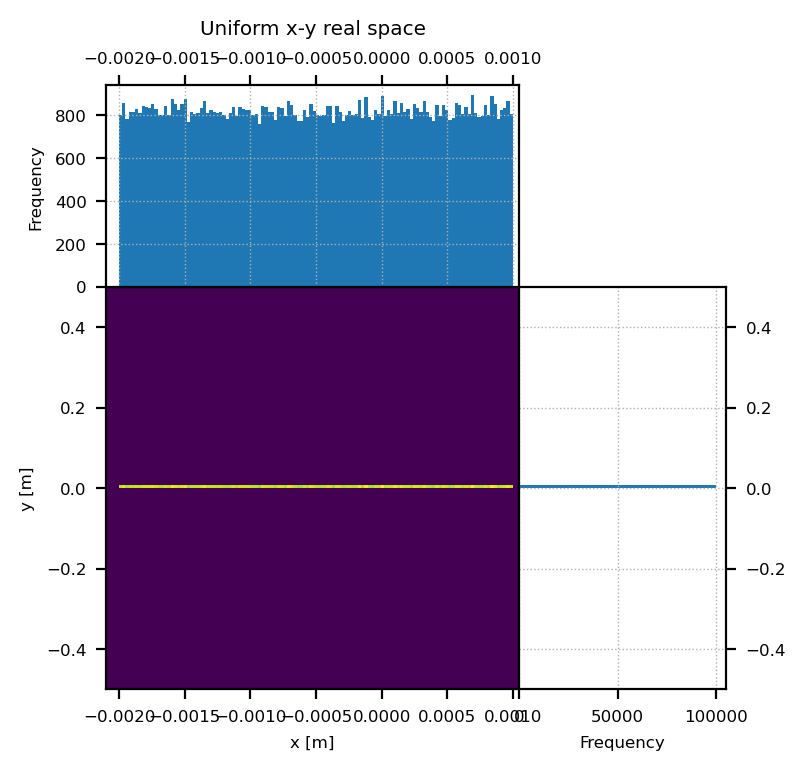 Uniform x-y real space
−0.0020 −0.0015 −0.0010 −0.0005 0.0000 0.0005 0.0010
800
600
400
200
0
Frequency
0.4 0.4
0.2 0.2
0.0 0.0
−0.2 −0.2
−0.4 −0.4
y [m]
−0.0020 −0.0015 −0.0010 −0.0005 0.0000 0.0005 0.0010 0 50000 100000
x [m] Frequency